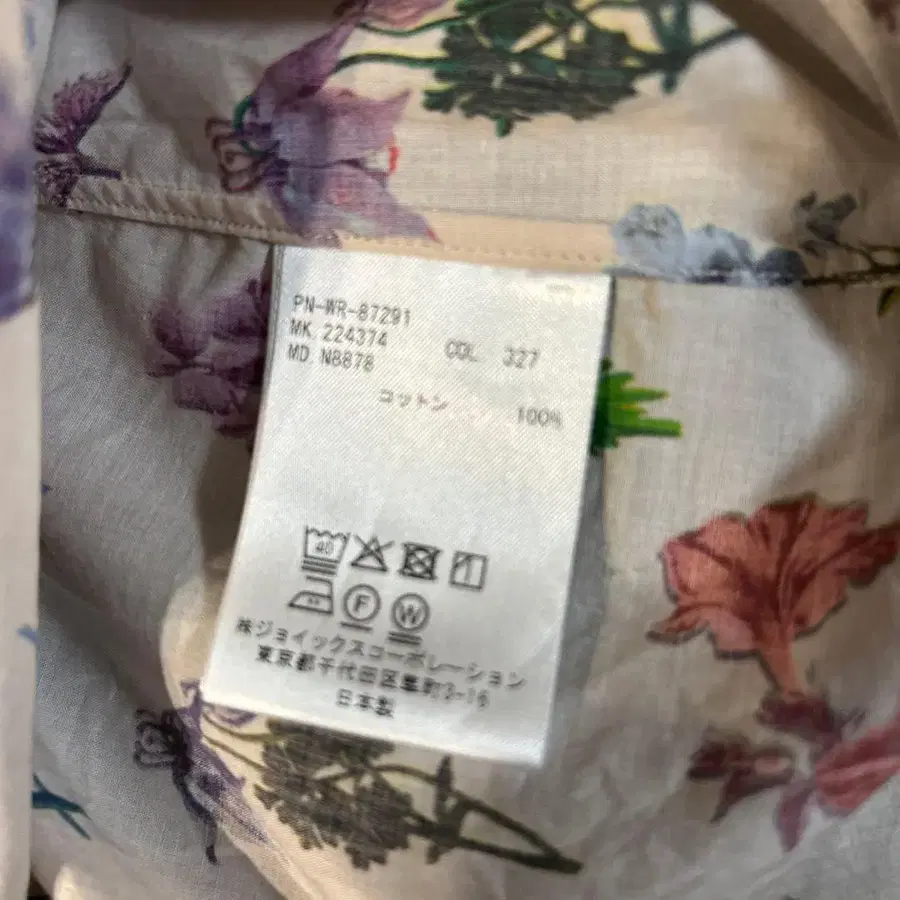 PN-WR-87291
MK. 224374 COL. 327
MD. N8878
コットン 100%
40
F W
㈱ジョイックスコーポレーション
東京都千代田区隼町3-16
日本製